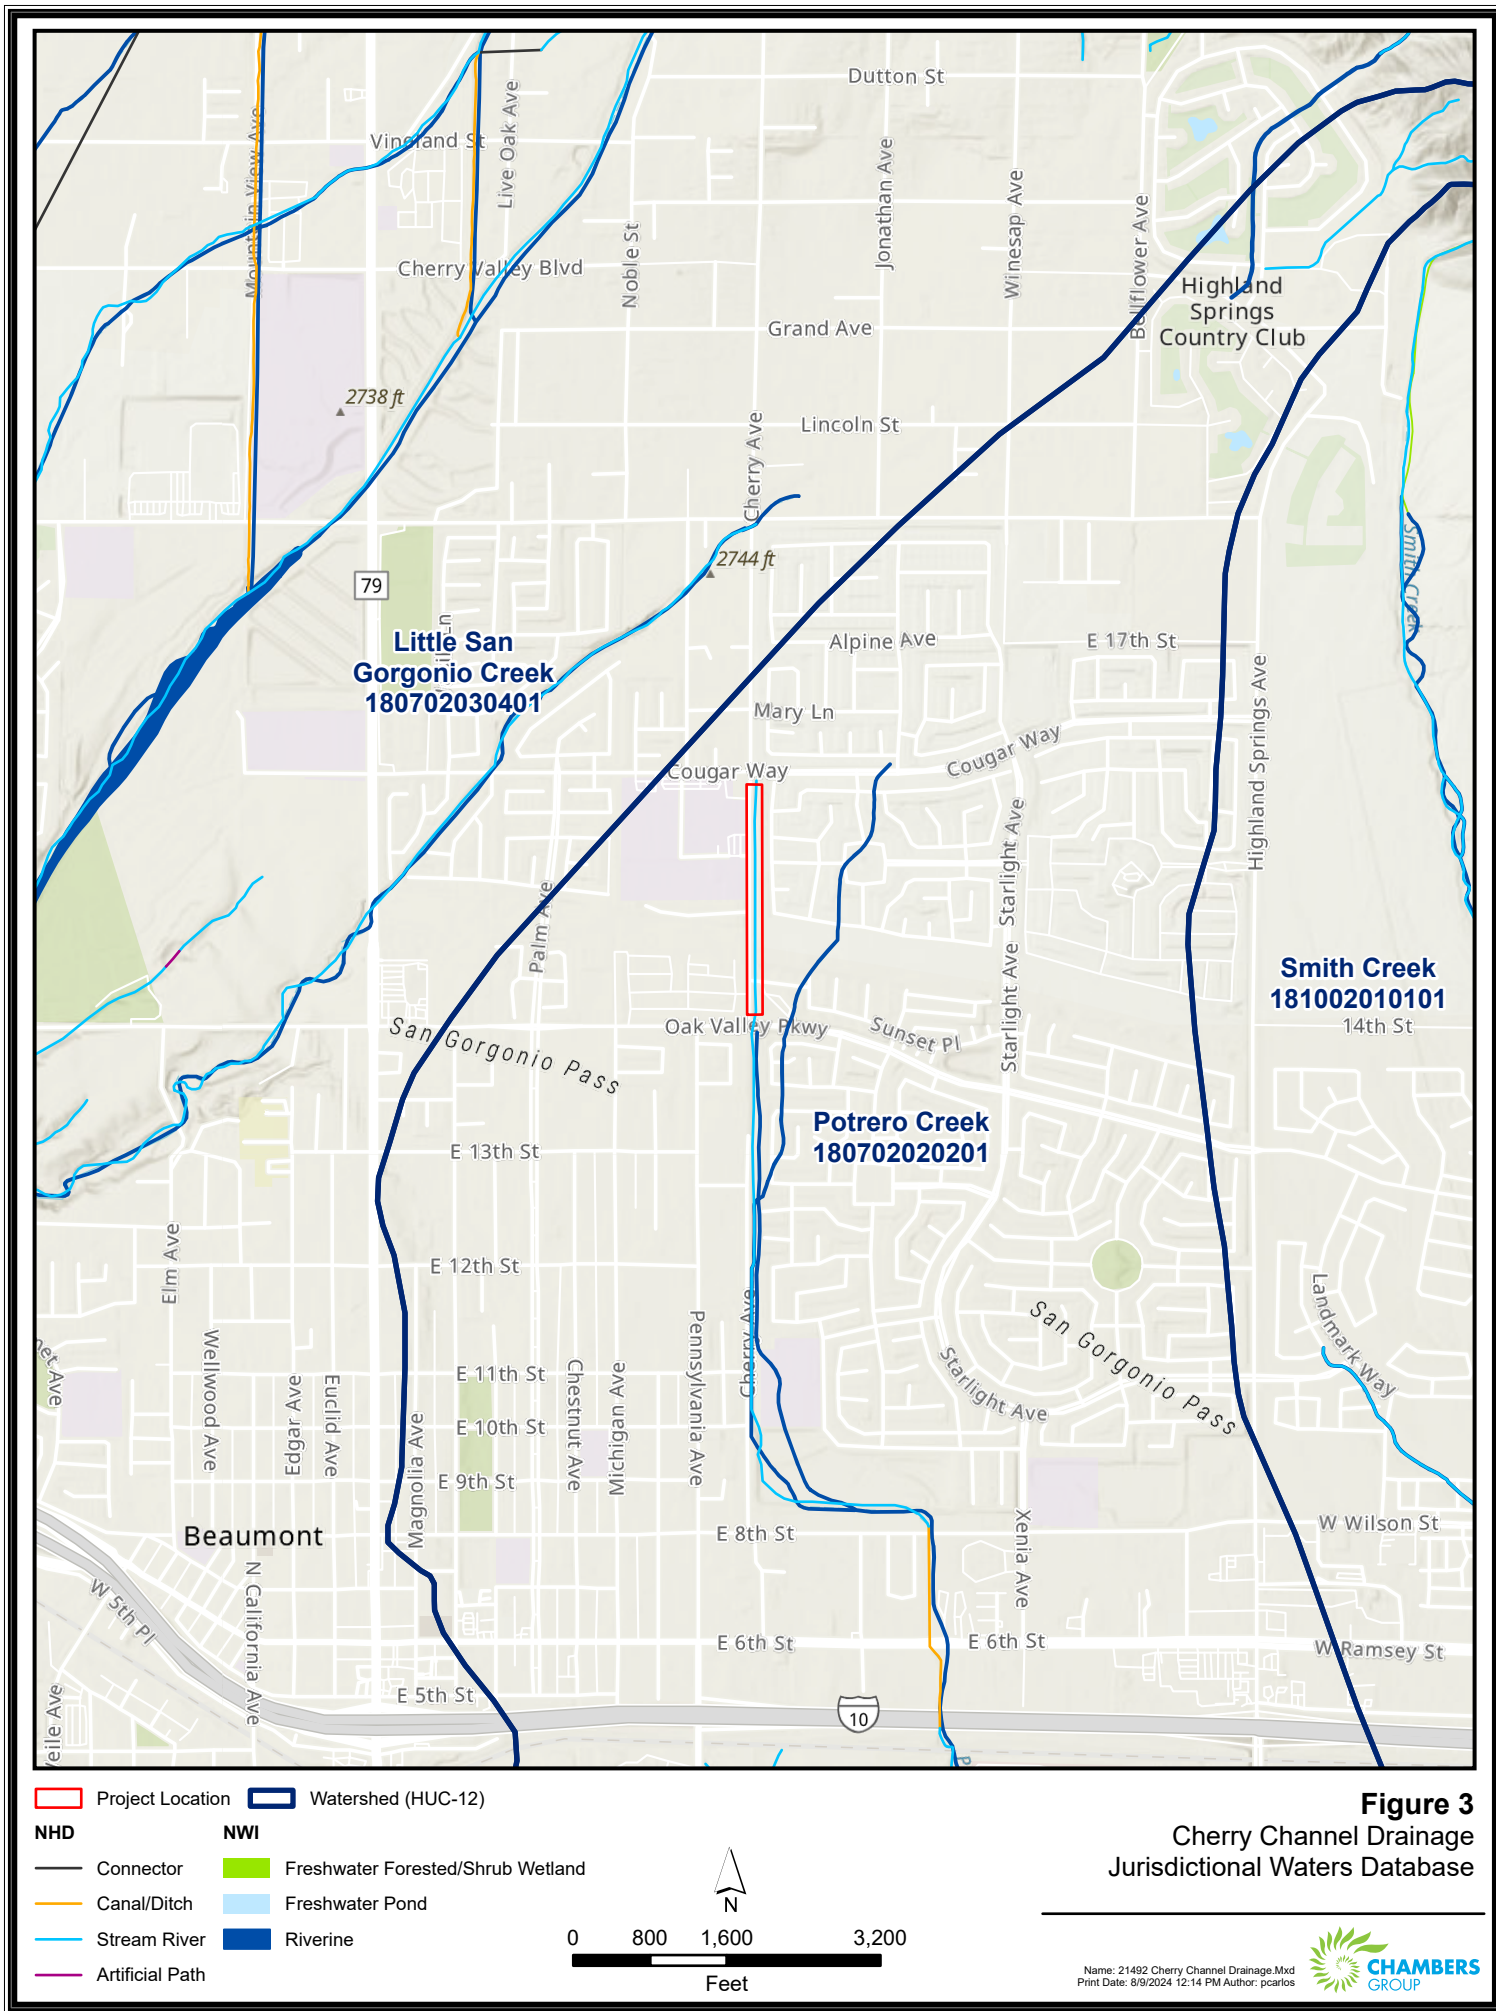 Dutton St
Vineland St
Mountain View Ave
Live Oak Ave
Jonathan Ave
Winesap Ave
Bellflower Ave
Noble St
Cherry Valley Blvd
Highland
Springs
Country Club
Grand Ave
2738 ft
Lincoln St
Cherry Ave
2744 ft
79
Smith Creek
Little San
Gorgonio Creek
180702030401
Alpine Ave
E 17th St
Mary Ln
Cougar Way
Cougar Way
Highland Springs Ave
Starlight Ave
Palm Ave
Starlight Ave
Smith Creek
181002010101
14th St
San Gorgonio Pass
Oak Valley Pkwy
Sunset Pl
Potrero Creek
180702020201
E 13th St
Elm Ave
E 12th St
Cherry Ave
Landmark Way
San Gorgonio Pass
Wellwood Ave
Edgar Ave
Euclid Ave
Magnolia Ave
E 11th St
Chestnut Ave
Michigan Ave
Pennsylvania Ave
Starlight Ave
E 10th St
E 9th St
Beaumont
E 8th St
Xenia Ave
W Wilson St
W 5th Pl
N California Ave
E 6th St
E 6th St
W Ramsey St
E 5th St
10
Project Location
Watershed (HUC-12)
NHD
NWI
Connector
Freshwater Forested/Shrub Wetland
Canal/Ditch
Freshwater Pond
Stream River
Riverine
Artificial Path
N
0 800 1,600 3,200
Feet
Figure 3
Cherry Channel Drainage
Jurisdictional Waters Database
Name: 21492 Cherry Channel Drainage.Mxd
Print Date: 8/9/2024 12:14 PM Author: pcarlos
CHAMBERS
GROUP